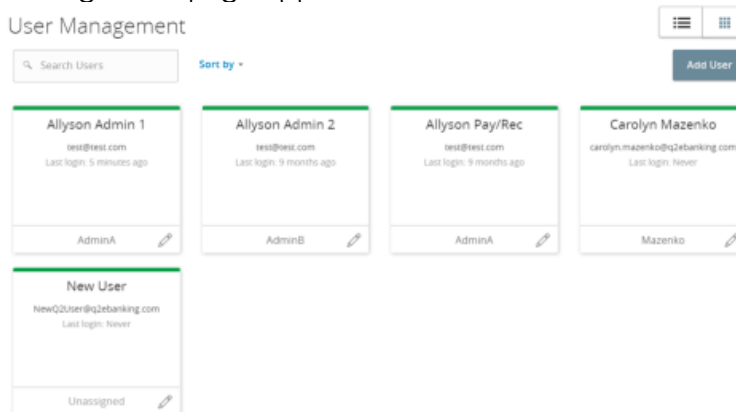 User Management
Search Users
Sort by
Add User
Allyson Admin 1
test@test.com
Last login: 5 minutes ago
AdminA
Allyson Admin 2
test@test.com
Last login: 9 months ago
AdminB
Allyson Pay/Rec
test@test.com
Last login: 9 months ago
AdminA
Carolyn Mazenko
carolyn.mazenko@q2ebanking.com
Last login: Never
Mazenko
New User
NewQ2User@q2ebanking.com
Last login: Never
Unassigned